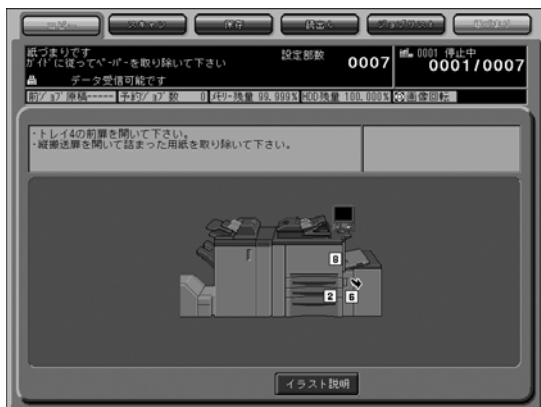 コピー
スキャン
保存
読出し
ジョブリスト
紙づまりです
ガイドに従ってペーパーを取り除いて下さい
設定部数 0007
0001 停止中
0001/0007
データ受信可能です
前ジョブ 原稿----- 予約ジョブ数 0 メモリー残量 99.999% HDD残量 100.000% 画像回転
・トレイ4の前扉を開いて下さい。
・縦搬送扉を開いて詰まった用紙を取り除いて下さい。
8
2 6
イラスト説明